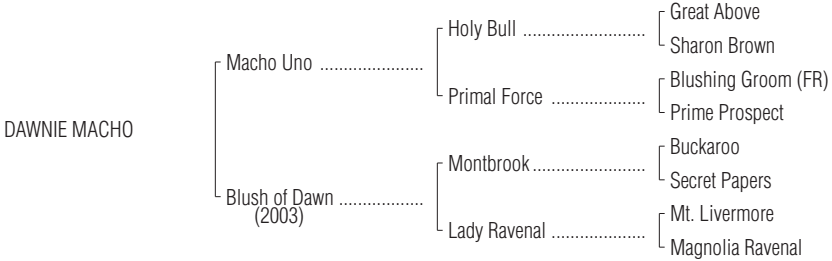 Great Above
Holy Bull ..........................
Sharon Brown
Macho Uno ......................
Blushing Groom (FR)
Primal Force ....................
Prime Prospect
DAWNIE MACHO
Buckaroo
Montbrook ........................
Secret Papers
Blush of Dawn ..................
(2003)
Mt. Livermore
Lady Ravenal ....................
Magnolia Ravenal